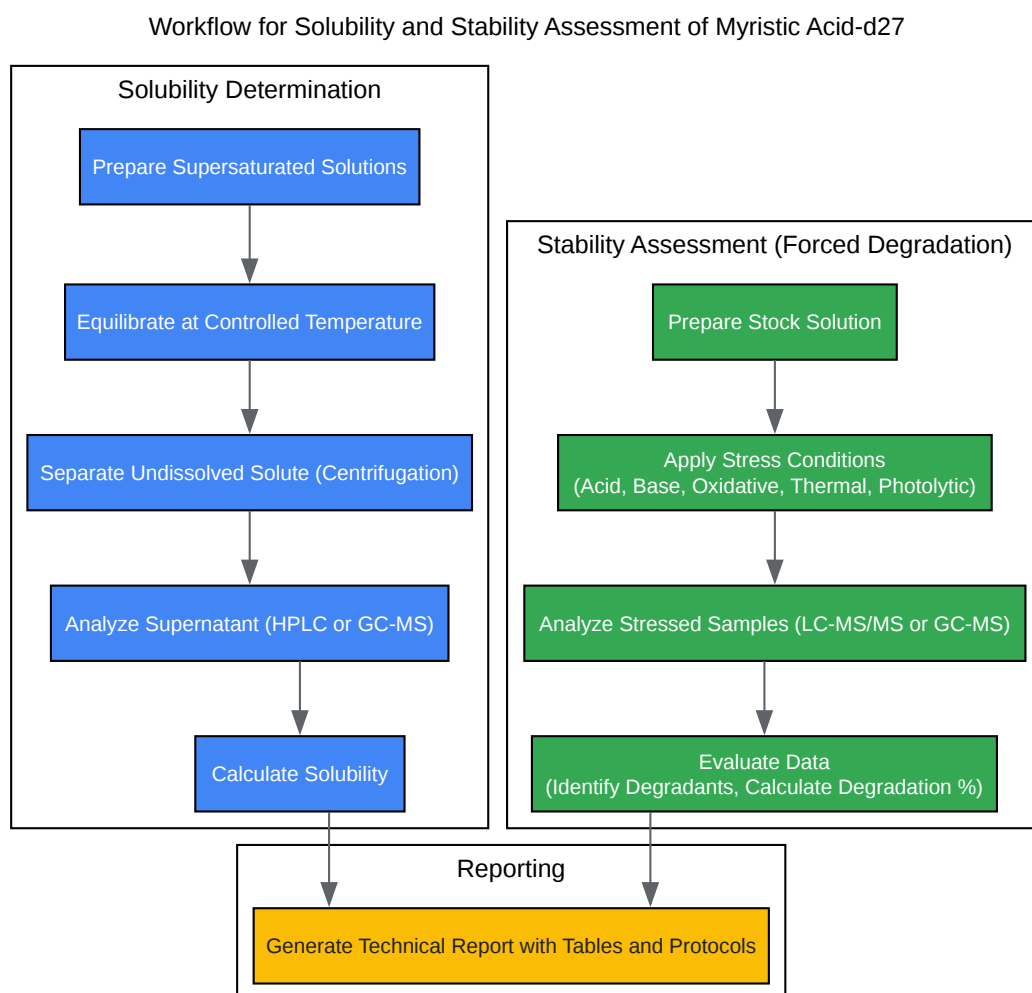 Workflow for Solubility and Stability Assessment of Myristic Acid-d27
Solubility Determination
Prepare Supersaturated Solutions
Equilibrate at Controlled Temperature
Separate Undissolved Solute (Centrifugation)
Analyze Supernatant (HPLC or GC-MS)
Calculate Solubility
Stability Assessment (Forced Degradation)
Prepare Stock Solution
Apply Stress Conditions
(Acid, Base, Oxidative, Thermal, Photolytic)
Analyze Stressed Samples (LC-MS/MS or GC-MS)
Evaluate Data
(Identify Degradants, Calculate Degradation %)
Reporting
Generate Technical Report with Tables and Protocols